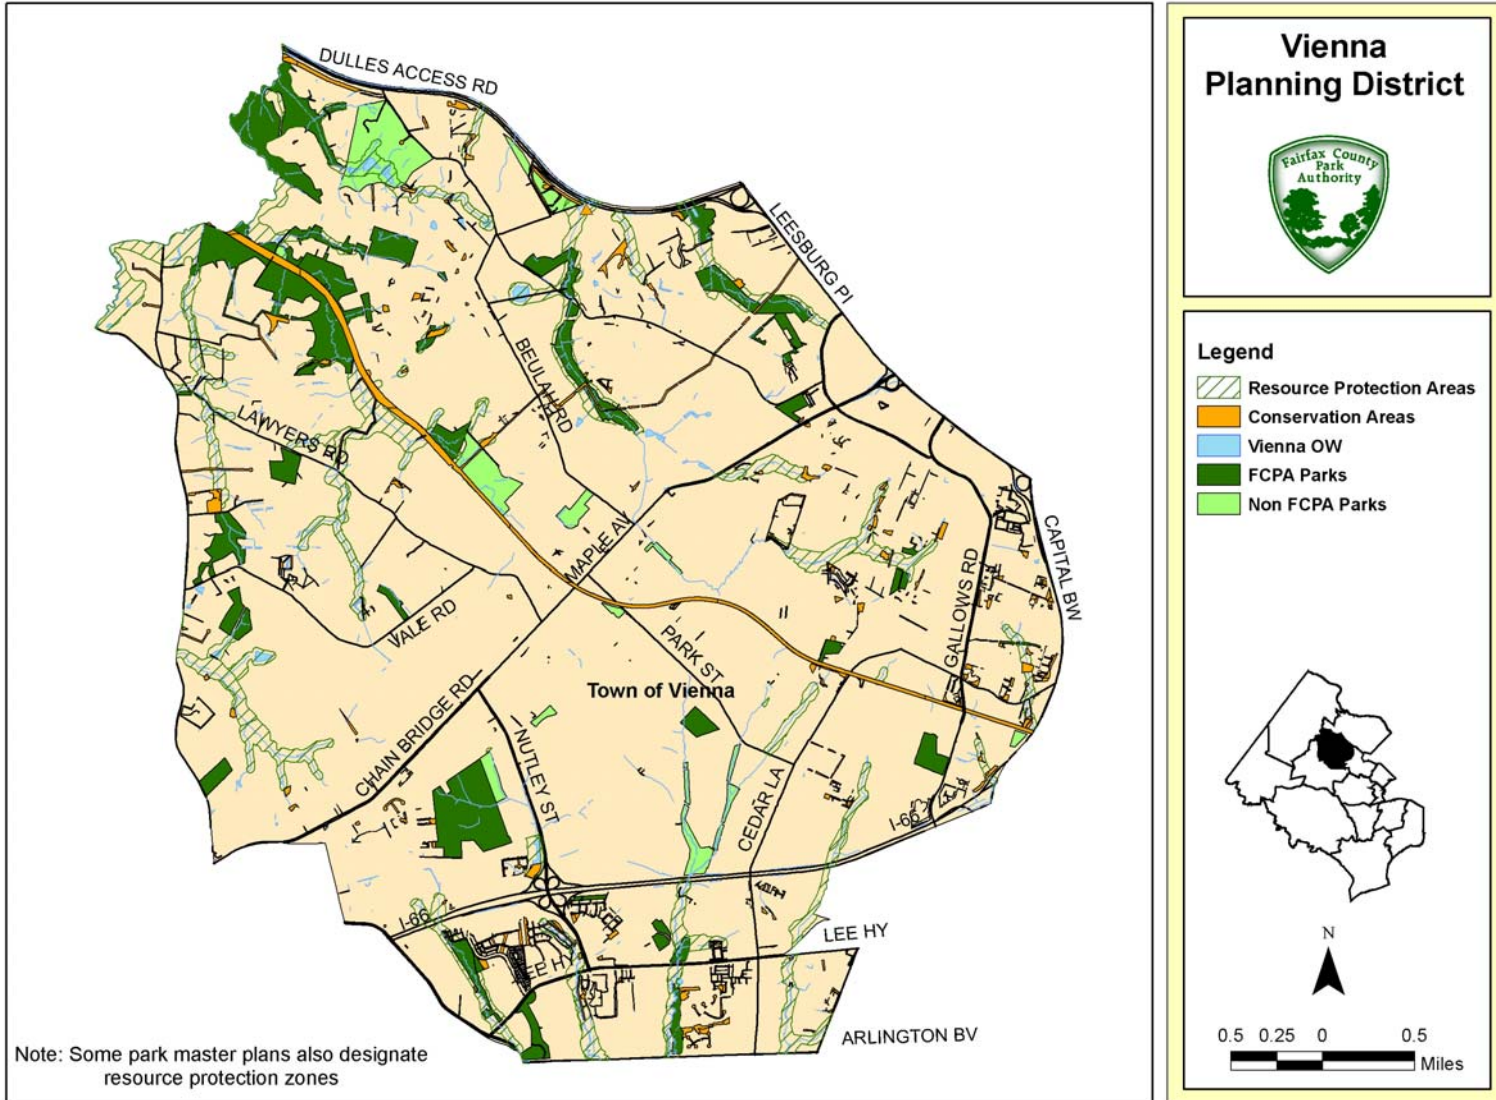 DULLES ACCESS RD
LEESBURG PI
BEULAH RD
LAWYERS RD
MAPLE AV
CAPITAL BW
GALLOWS RD
VALE RD
PARK ST
Town of Vienna
CHAIN BRIDGE RD
NUTLEY ST
CEDAR LA
I-66
I-66
LEE HY
LEE HY
ARLINGTON BV
Note: Some park master plans also designate
resource protection zones
Vienna
Planning District
Fairfax County
Park
Authority
Legend
Resource Protection Areas
Conservation Areas
Vienna OW
FCPA Parks
Non FCPA Parks
N
0.5 0.25 0 0.5
Miles